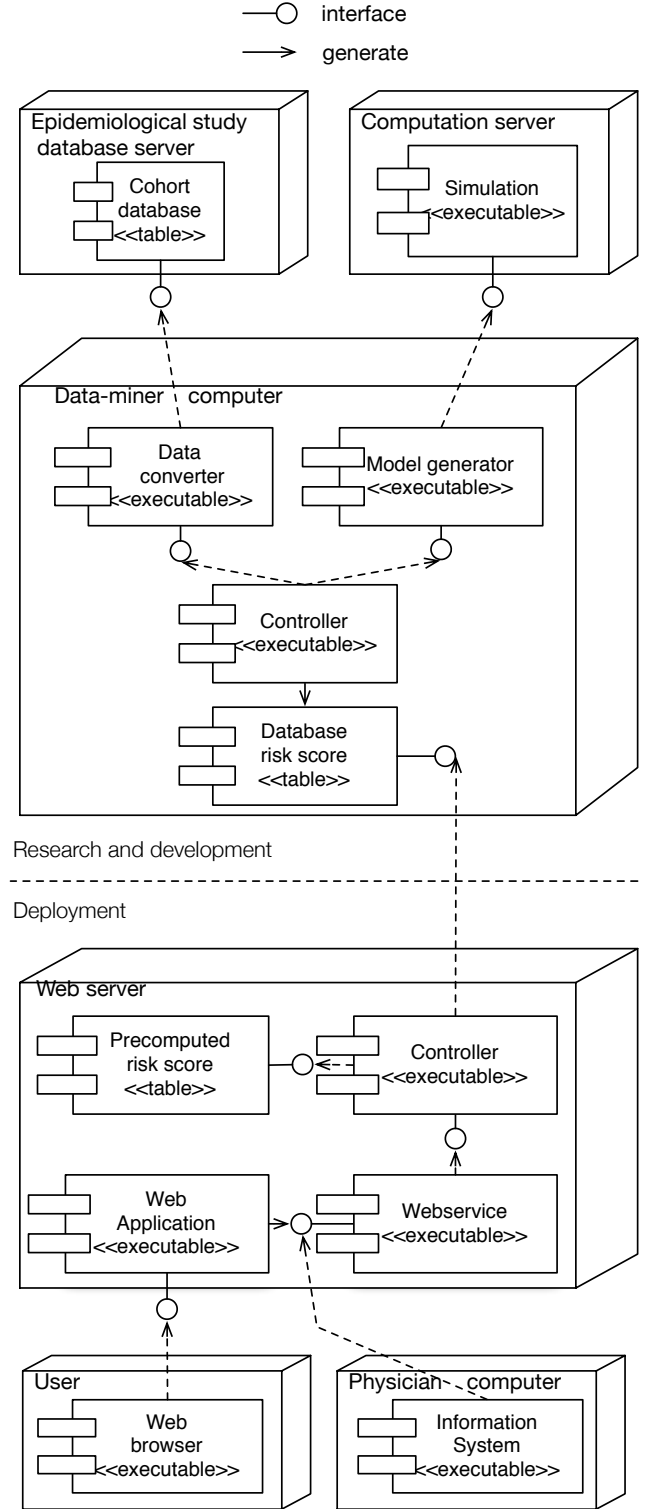 interface
generate
Epidemiological study
database server
Cohort
database
<<table>>
Computation server
Simulation
<<executable>>
Data-miner computer
Data
converter
<<executable>>
Model generator
<<executable>>
Controller
<<executable>>
Database
risk score
<<table>>
Research and development
Deployment
Web server
Precomputed
risk score
<<table>>
Controller
<<executable>>
Web
Application
<<executable>>
Webservice
<<executable>>
User
Web
browser
<<executable>>
Physician computer
Information
System
<<executable>>